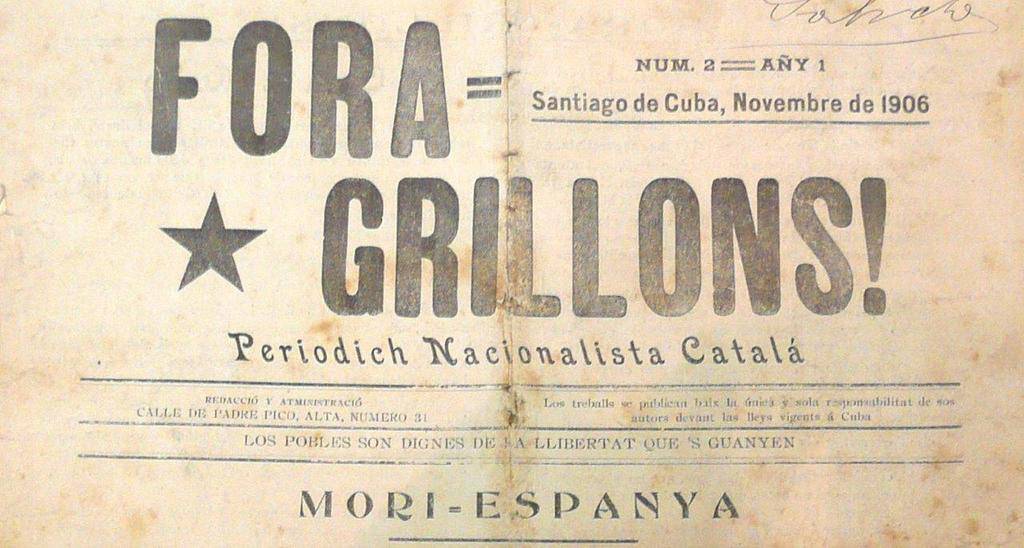 FORA=
NUM. 2 = AÑY 1
Santiago de Cuba, Novembre de 1906
★ GRILLONS!
Periodich Nacionalista Catalá
REDACCIÓ Y ATMINISTRACIÓ
CALLE DE PADRE PICO, ALTA, NUMERO 31
Los treballs se publican baix la única y sola responsabilitat de sos
autors devant las lleys vigents á Cuba
LOS POBLES SON DIGNES DE LA LLIBERTAT QUE 'S GUANYEN
MORI=ESPANYA